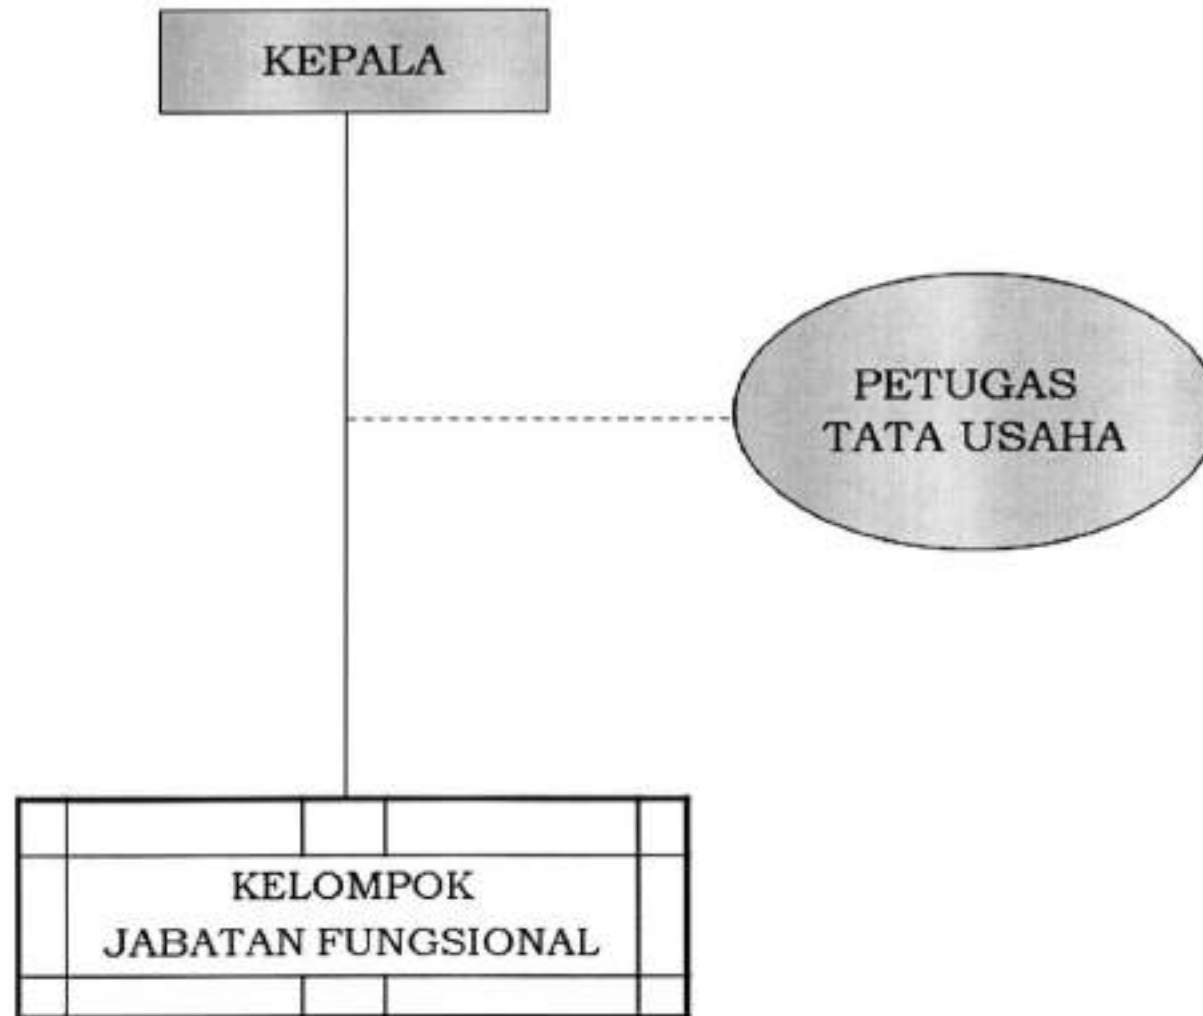 KEPALA
PETUGAS
TATA USAHA
KELOMPOK
JABATAN FUNGSIONAL